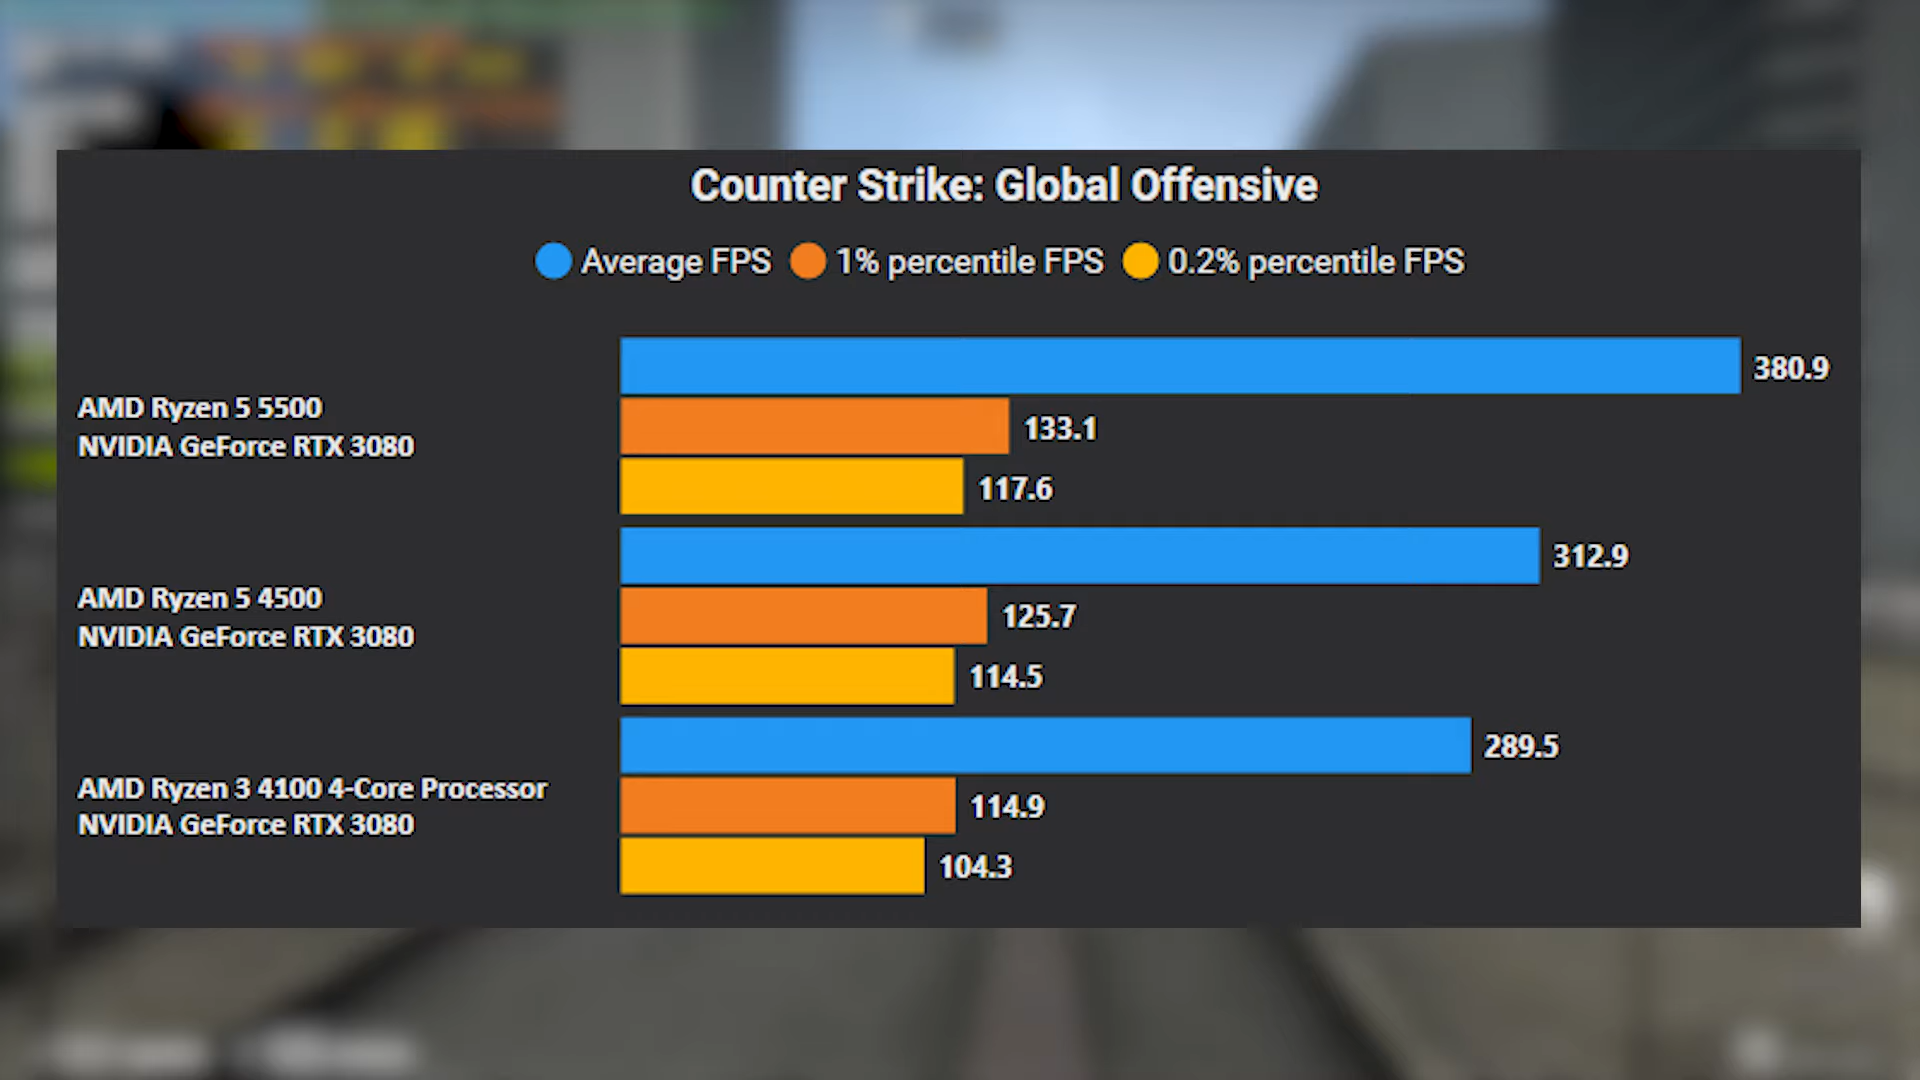 Counter Strike: Global Offensive
Average FPS 1% percentile FPS 0.2% percentile FPS
AMD Ryzen 5 5500
NVIDIA GeForce RTX 3080
380.9
133.1
117.6
AMD Ryzen 5 4500
NVIDIA GeForce RTX 3080
312.9
125.7
114.5
AMD Ryzen 3 4100 4-Core Processor
NVIDIA GeForce RTX 3080
289.5
114.9
104.3